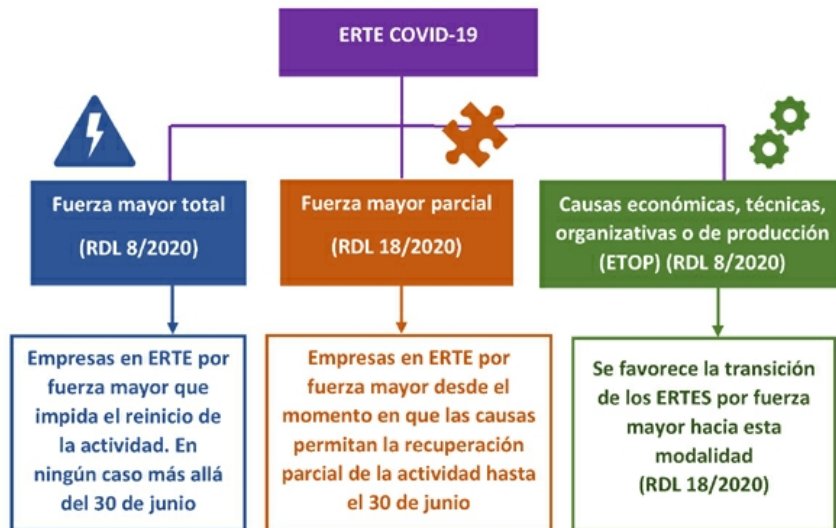 ERTE COVID-19
Fuerza mayor total
(RDL 8/2020)
Fuerza mayor parcial
(RDL 18/2020)
Causas económicas, técnicas,
organizativas o de producción
(ETOP) (RDL 8/2020)
Empresas en ERTE por
fuerza mayor que
impida el reinicio de
la actividad. En
ningún caso más allá
del 30 de junio
Empresas en ERTE por
fuerza mayor desde el
momento en que las causas
permitan la recuperación
parcial de la actividad hasta
el 30 de junio
Se favorece la transición
de los ERTES por fuerza
mayor hacia esta
modalidad
(RDL 18/2020)